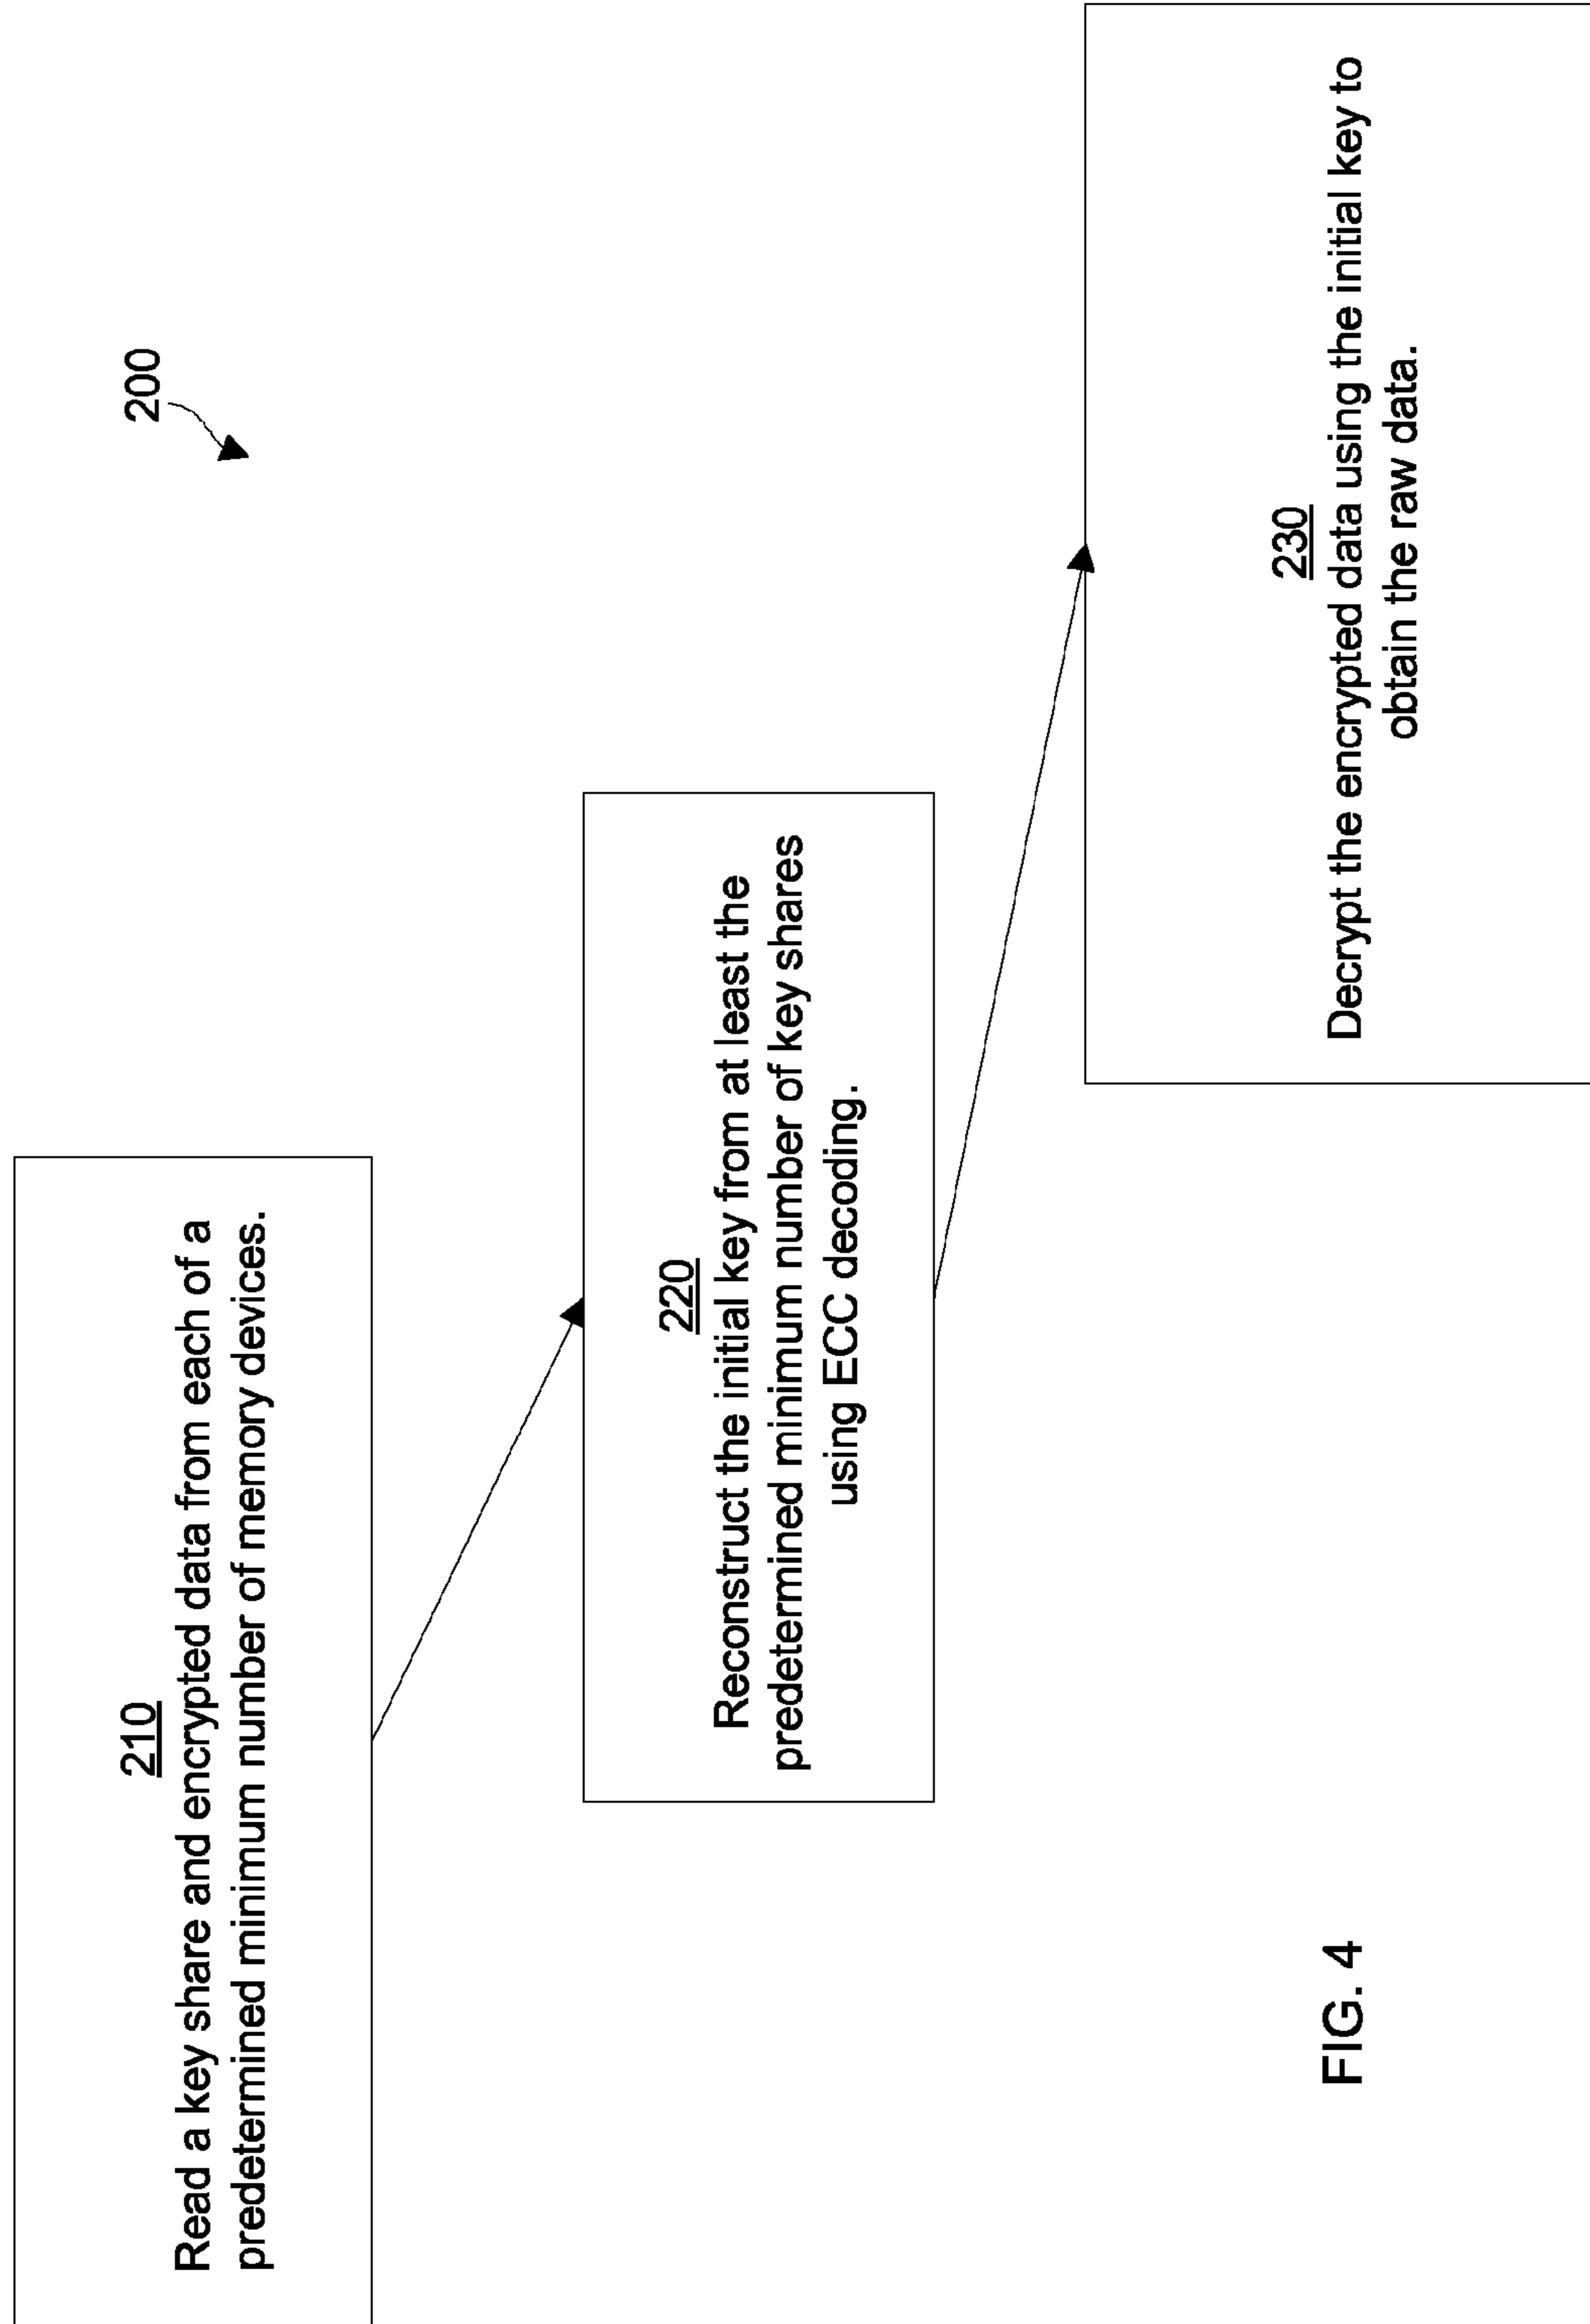 200
210
Read a key share and encrypted data from each of a
predetermined minimum number of memory devices.
220
Reconstruct the initial key from at least the
predetermined minimum number of key shares
using ECC decoding.
230
Decrypt the encrypted data using the initial key to
obtain the raw data.
FIG. 4